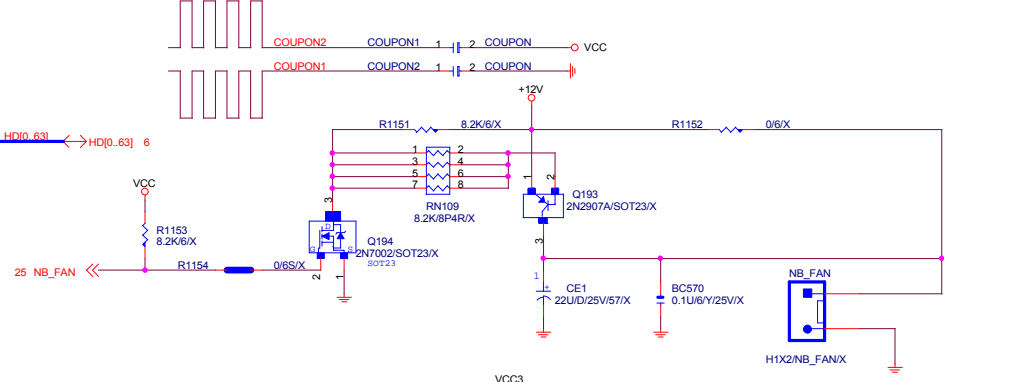 COUPON2 COUPON1 1 2 COUPON VCC
COUPON1 COUPON2 1 2 COUPON
+12V
R1151 8.2K/6/X R1152 0/6/X
HD[0..63] HD[0..63] 6
1 2
3 4
5 6
7 8
1 2
VCC
RN109
8.2K/8P4R/X
Q193
2N2907A/SOT23/X
3
D
G S
R1153
8.2K/6/X
Q194
2N7002/SOT23/X
SOT23
3
25 NB_FAN R1154 0/6S/X
2 1
1 +
CE1
22U/D/25V/57/X
BC570
0.1U/6/Y/25V/X
NB_FAN
H1X2/NB_FAN/X
VCC3